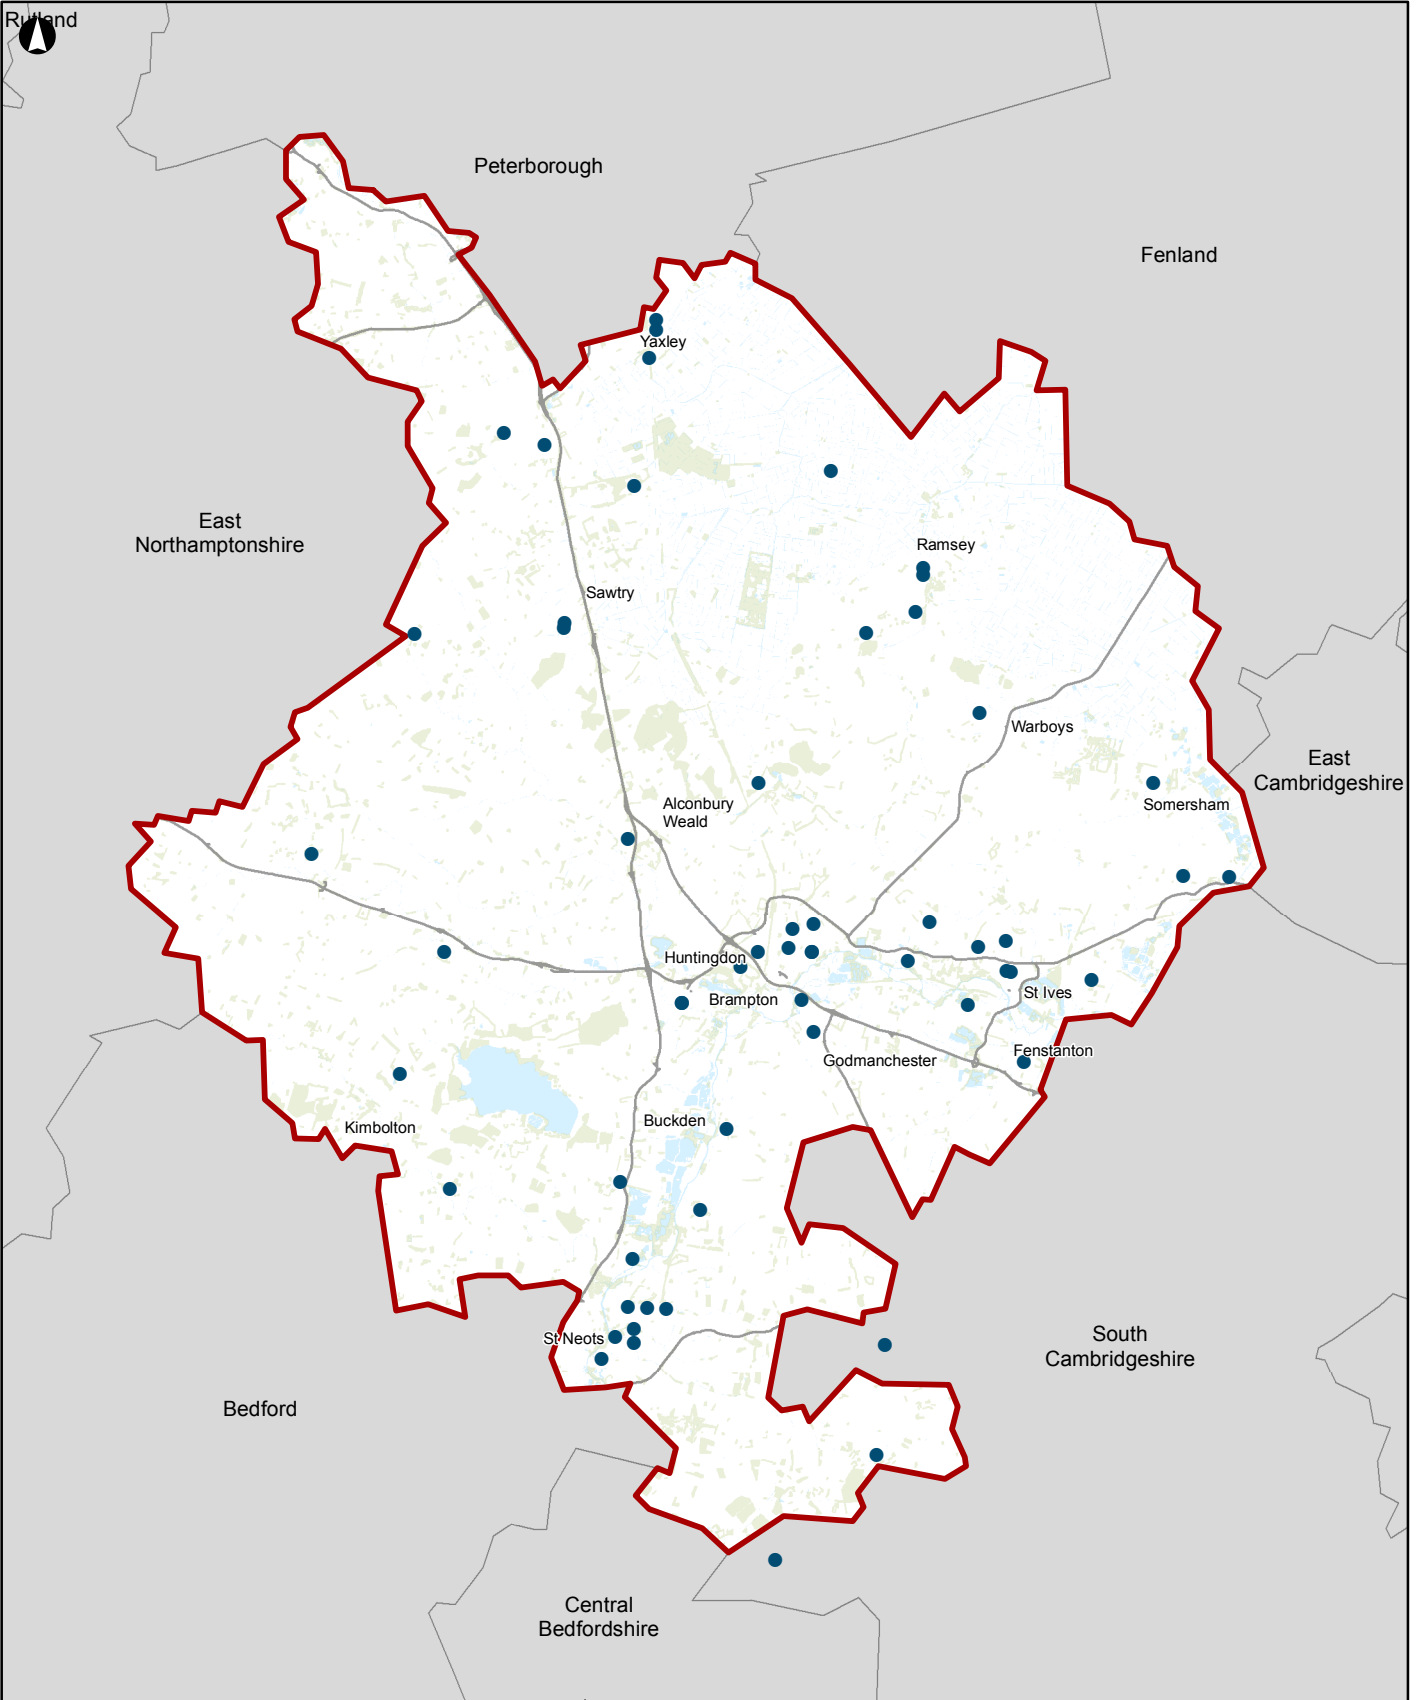 Rutland
Peterborough
Fenland
Yaxley
East
Northamptonshire
Ramsey
Sawtry
Warboys
East
Cambridgeshire
Alconbury
Weald
Somersham
Huntingdon
St Ives
Brampton
Fenstanton
Godmanchester
Buckden
Kimbolton
St Neots
South
Cambridgeshire
Bedford
Central
Bedfordshire